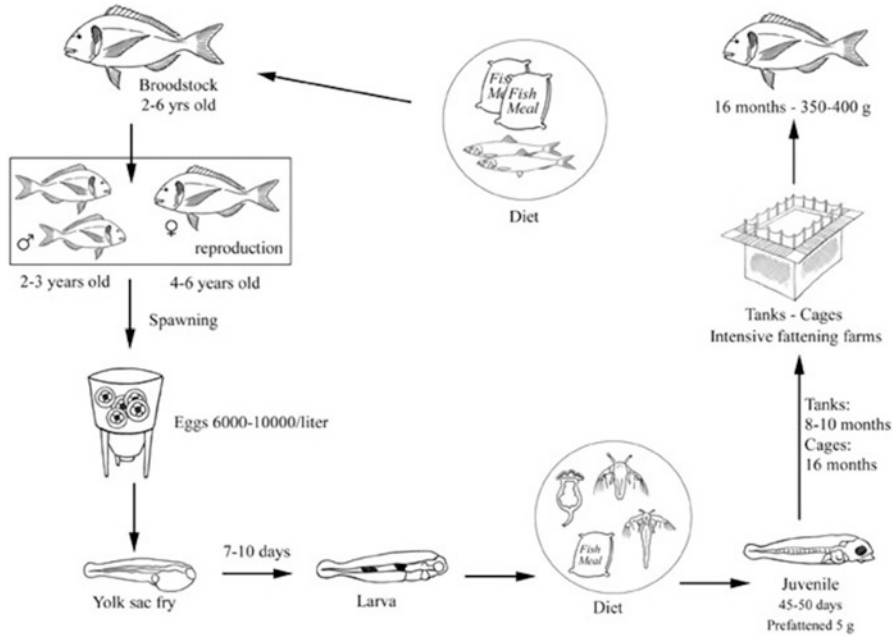 Broodstock
2-6 yrs old
Fish
Me
Fish
Meal
Diet
16 months - 350-400 g
♂
♀
reproduction
2-3 years old
4-6 years old
Spawning
Eggs 6000-10000/liter
Tanks - Cages
Intensive fattening farms
Tanks:
8-10 months
Cages:
16 months
Yolk sac fry
7-10 days
Larva
Fish
Meal
Diet
Juvenile
45-50 days
Prefattened 5 g